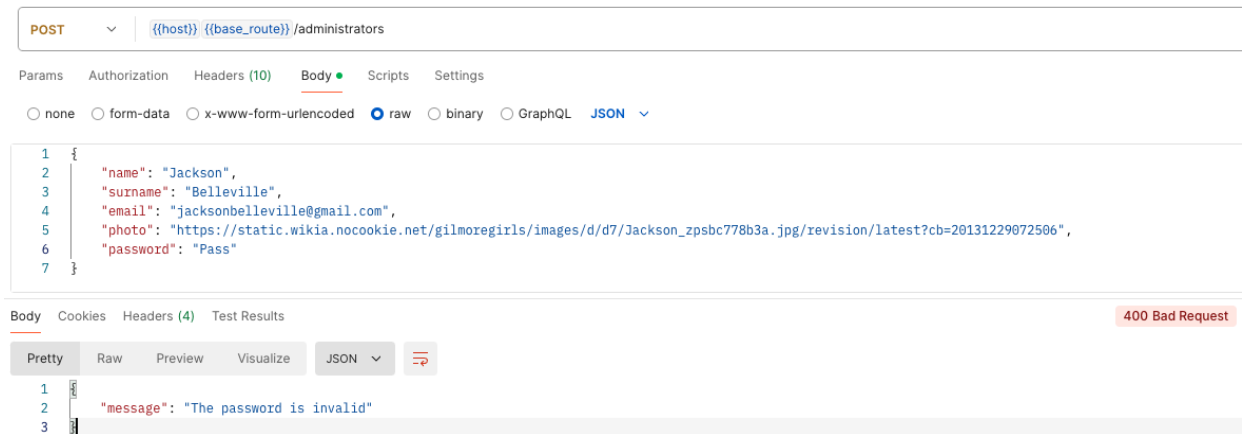 POST {{host}} {{base_route}} /administrators
Params Authorization Headers (10) Body Scripts Settings
none form-data x-www-form-urlencoded raw binary GraphQL JSON
1 {
2 "name": "Jackson",
3 "surname": "Belleville",
4 "email": "jacksonbelleville@gmail.com",
5 "photo": "https://static.wikia.nocookie.net/gilmoregirls/images/d/d7/Jackson_zpsbc778b3a.jpg/revision/latest?cb=20131229072506",
6 "password": "Pass"
7 }
Body Cookies Headers (4) Test Results 400 Bad Request
Pretty Raw Preview Visualize JSON
1 {
2 "message": "The password is invalid"
3 }